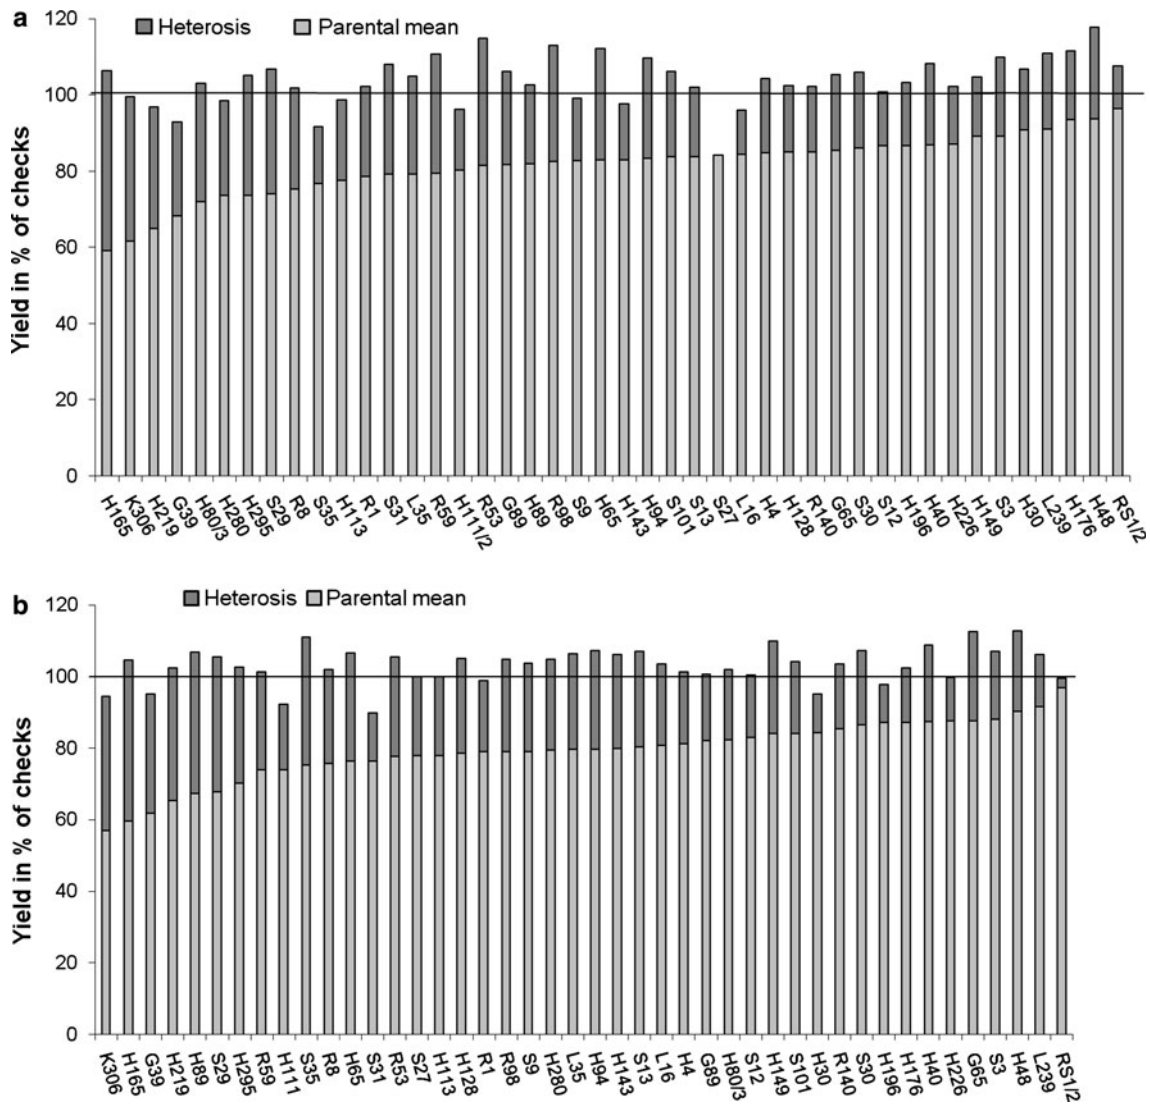 a
Heterosis Parental mean
Yield in % of checks
120
100
80
60
40
20
0
H165 K306 H219 G39 H80/3 H280 H295 S29 R8 S35 H113 R1 S31 L35 R59 H111/2 R53 G89 H89 R98 S9 H65 H143 H94 S101 S13 S27 L16 H4 H128 R140 G65 S30 S12 H196 H40 H226 H149 S3 H30 L239 H176 H48 RS1/2
b
Heterosis Parental mean
Yield in % of checks
120
100
80
60
40
20
0
K306 H165 G39 H219 H89 S29 H295 R59 H111 S35 R8 H65 S31 R53 S27 H113 H128 R1 R98 S9 H280 L35 H94 H143 S13 L16 H4 G89 H80/3 S12 H149 S101 H30 R140 S30 H196 H176 H40 H226 G65 S3 H48 L239 RS1/2